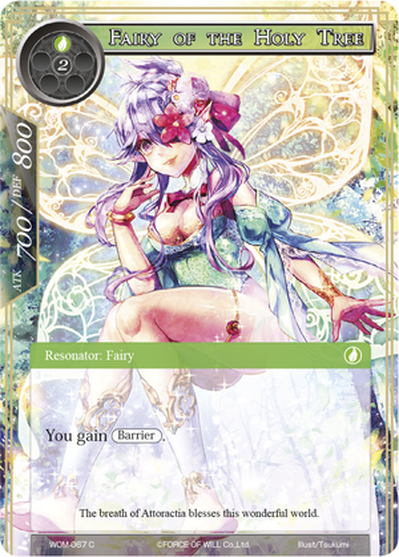 Fairy of the Holy Tree
2
ATK 700 / DEF 800
Resonator: Fairy
You gain Barrier.
The breath of Attoractia blesses this wonderful world.
WOM-067 C ©FORCE OF WILL Co.,Ltd. Illust/Tsukumi